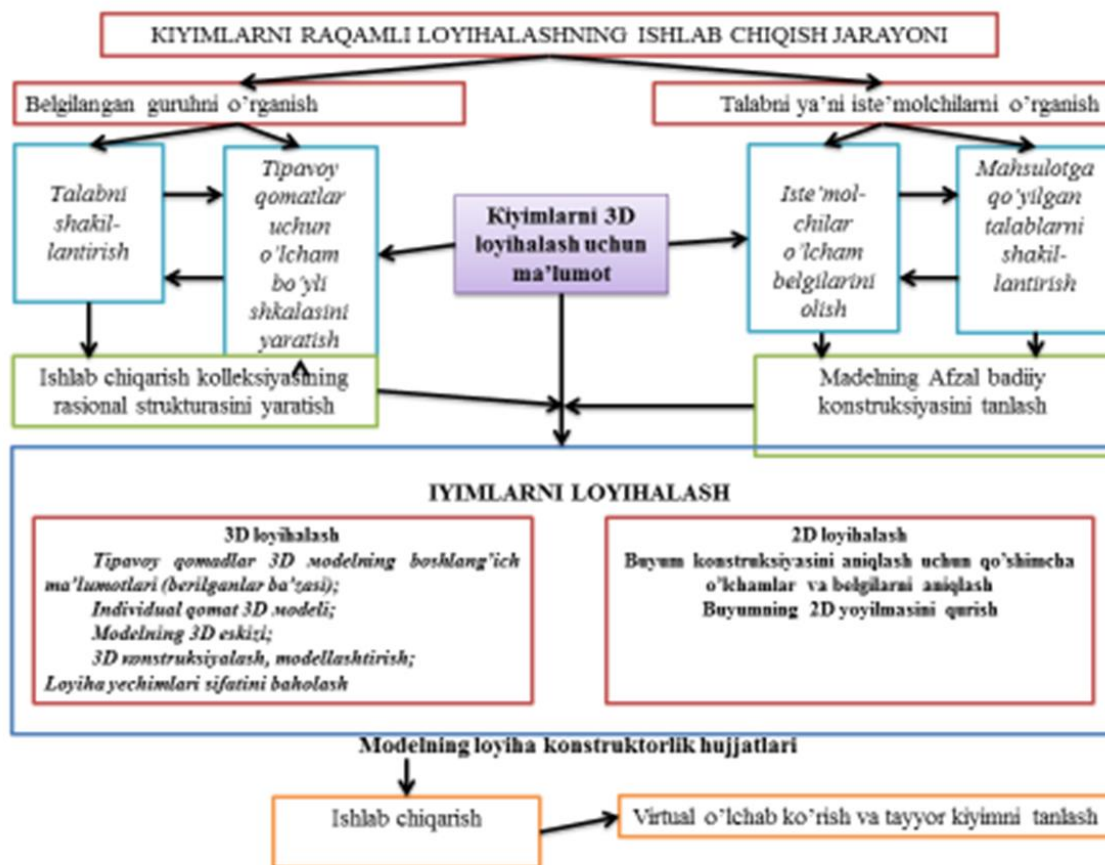 KIYIMLARNI RAQAMLI LOYIHALASHNING ISHLAB CHIQISH JARAYONI
Belgilangan guruhni o’rganish
Talabni ya’ni iste’molchilarni o’rganish
Talabni
shakil-
lantirish
Tipavoy
qomatlar
uchun
o’lcham
bo’yli
shkalasini
yaratish
Kiyimlarni 3D
loyihalash uchun
ma’lumot
Iste’mol-
chilar
o’lcham
belgilarini
olish
Mahsulotga
qo’yilgan
talablarni
shakil-
lantirish
Ishlab chiqarish kolleksiyasining
rasional strukturasini yaratish
Madelning Afzal badiiy
konstruksiyasini tanlash
IYIMLARNI LOYIHALASH
3D loyihalash
Tipavoy qomadlar 3D modelning boshlang’ich
ma’lumotlari (berilganlar ba’zasi);
Individual qomat 3D modeli;
Modelning 3D eskizi;
3D konstruksiyalash, modellashtirish;
Loyiha yechimlari sifatini baholash
2D loyihalash
Buyum konstruksiyasini aniqlash uchun qo’shimcha
o’lchamlar va belgilarni aniqlash
Buyumning 2D yoyilmasini qurish
Modelning loyiha konstruktorlik hujjatlari
Ishlab chiqarish
Virtual o’lchab ko’rish va tayyor kiyimni tanlash